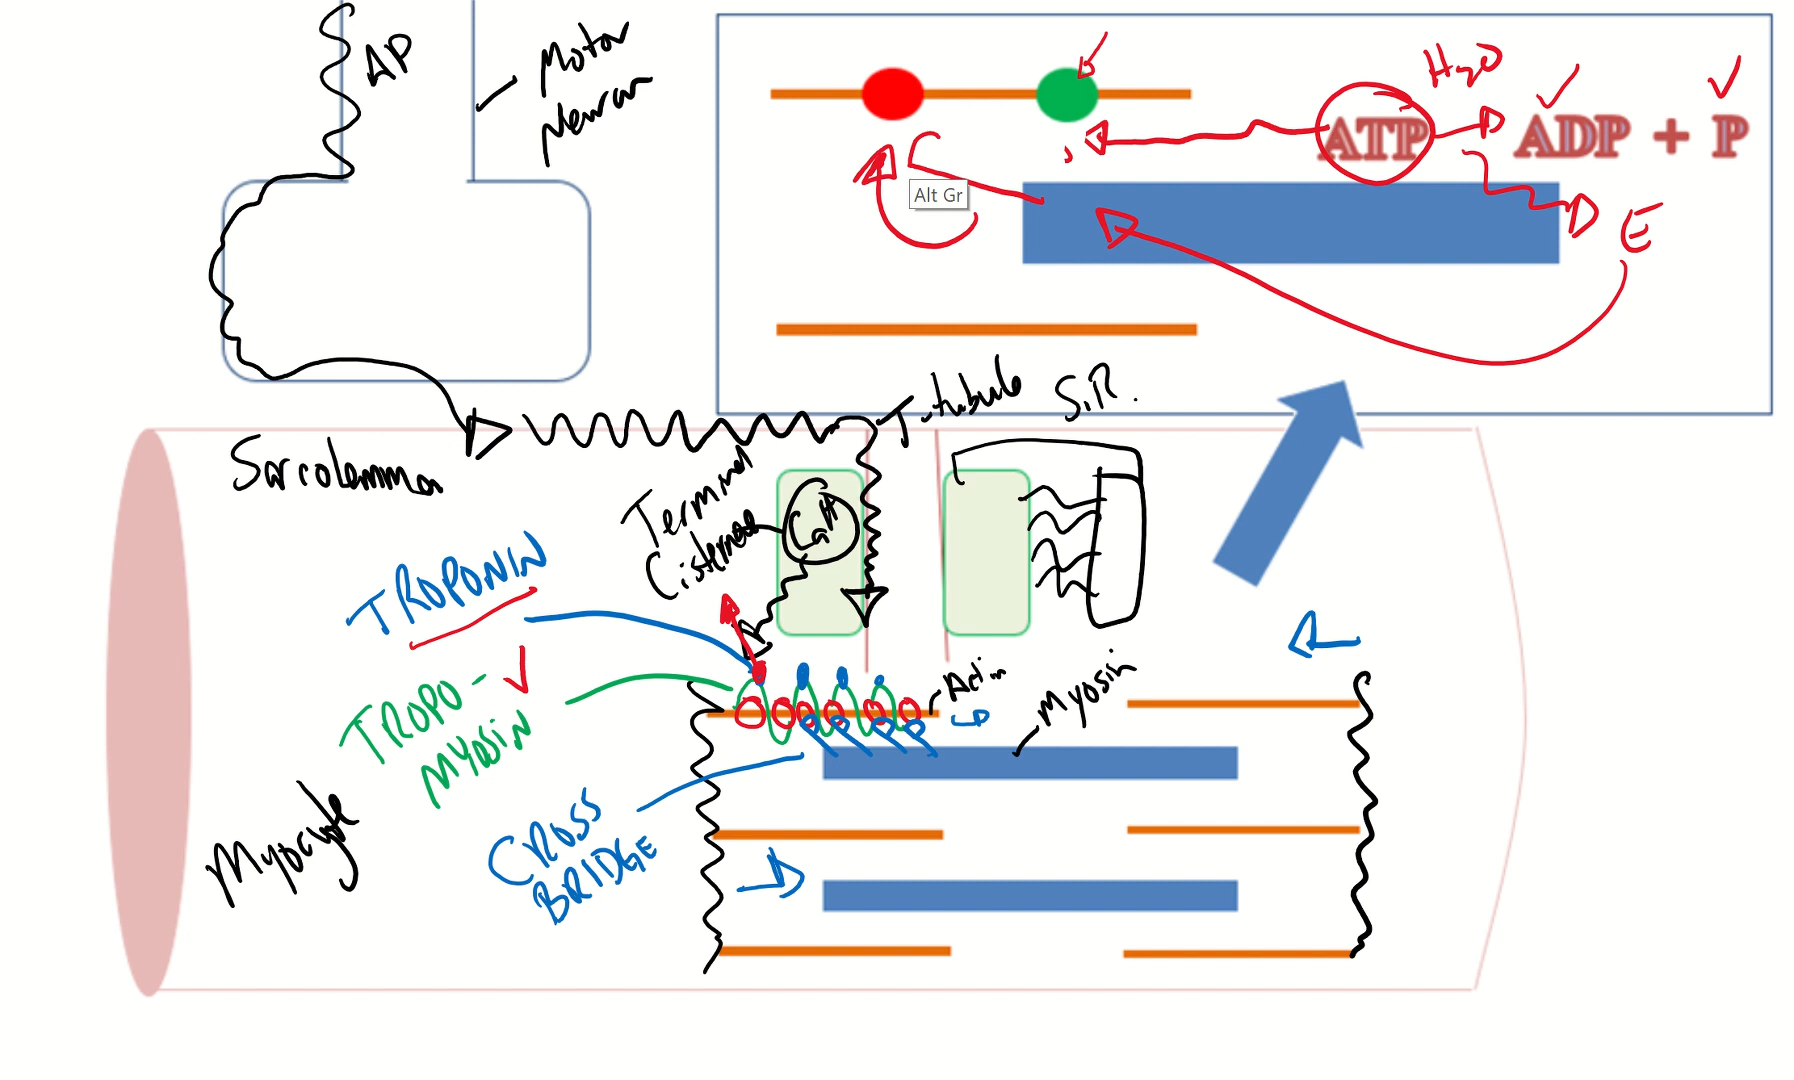 AP
Motor
Neuron
H2O
ATP
ADP + P
Alt Gr
E
T.tubule
S.R.
Sarcolemma
Terminal
Cisternae
Ca++
TROPONIN
TROPO-
MYOSIN
Actin
Myosin
Myocyte
CROSS
BRIDGE